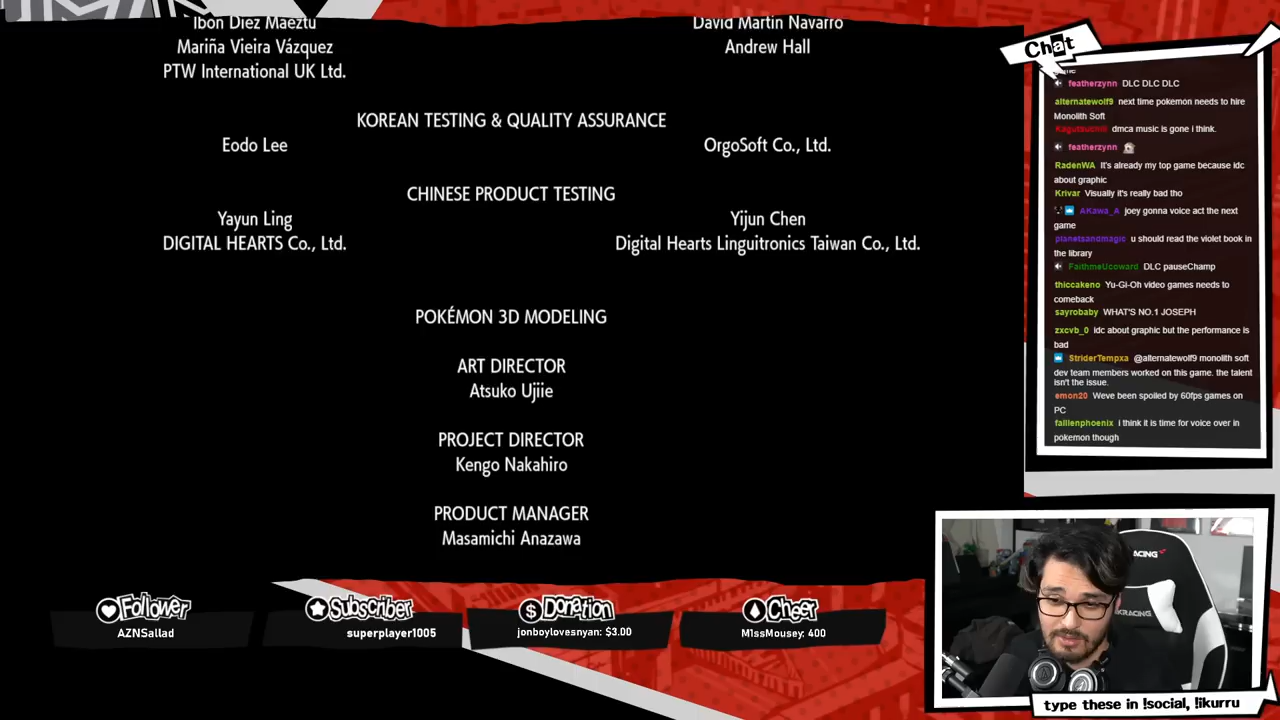 Ibon Díez Maeztu
David Martín Navarro
Mariña Vieira Vázquez
Andrew Hall
PTW International UK Ltd.
KOREAN TESTING & QUALITY ASSURANCE
Eodo Lee
OrgoSoft Co., Ltd.
CHINESE PRODUCT TESTING
Yayun Ling
Yijun Chen
DIGITAL HEARTS Co., Ltd.
Digital Hearts Linguitronics Taiwan Co., Ltd.
POKÉMON 3D MODELING
ART DIRECTOR
Atsuko Ujiie
PROJECT DIRECTOR
Kengo Nakahiro
PRODUCT MANAGER
Masamichi Anazawa
Chat
game
featherzynn DLC DLC DLC
alternatewolf9 next time pokemon needs to hire
Monolith Soft
Kagutsuchii dmca music is gone i think.
featherzynn
RadenWA It's already my top game because idc
about graphic
Krivar Visually it's really bad tho
AKawa_A joey gonna voice act the next
game
planetsandmagic u should read the violet book in
the library
FaithmeUcoward DLC pauseChamp
thiccakeno Yu-Gi-Oh video games needs to
comeback
sayrobaby WHAT'S NO.1 JOSEPH
zxcvb_0 idc about graphic but the performance is
bad
StriderTempxa @alternatewolf9 monolith soft
dev team members worked on this game. the talent
isn't the issue.
emon20 Weve been spoiled by 60fps games on
PC
falllenphoenix i think it is time for voice over in
pokemon though
Follower
AZNSallad
Subscriber
superplayer1005
Donation
jonboylovesnyan: $3.00
Cheer
M1ssMousey: 400
RACING
AKRACING
type these in !social, !ikurru